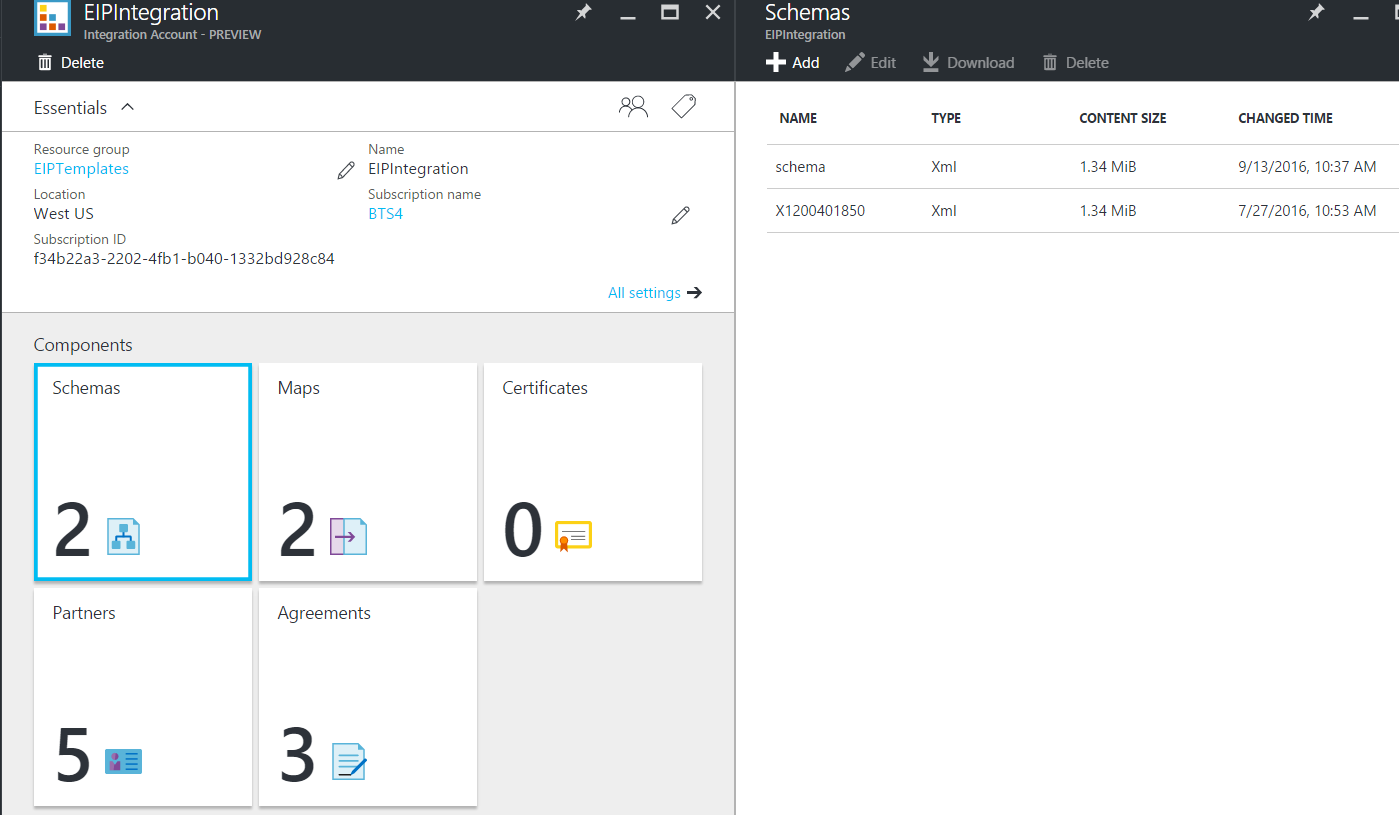 EIPIntegration
Integration Account - PREVIEW
Delete
Essentials
Resource group
EIPTemplates
Name
EIPIntegration
Location
West US
Subscription name
BTS4
Subscription ID
f34b22a3-2202-4fb1-b040-1332bd928c84
All settings
Components
Schemas
2
Maps
2
Certificates
0
Partners
5
Agreements
3
Schemas
EIPIntegration
Add Edit Download Delete
NAME TYPE CONTENT SIZE CHANGED TIME
schema Xml 1.34 MiB 9/13/2016, 10:37 AM
X1200401850 Xml 1.34 MiB 7/27/2016, 10:53 AM